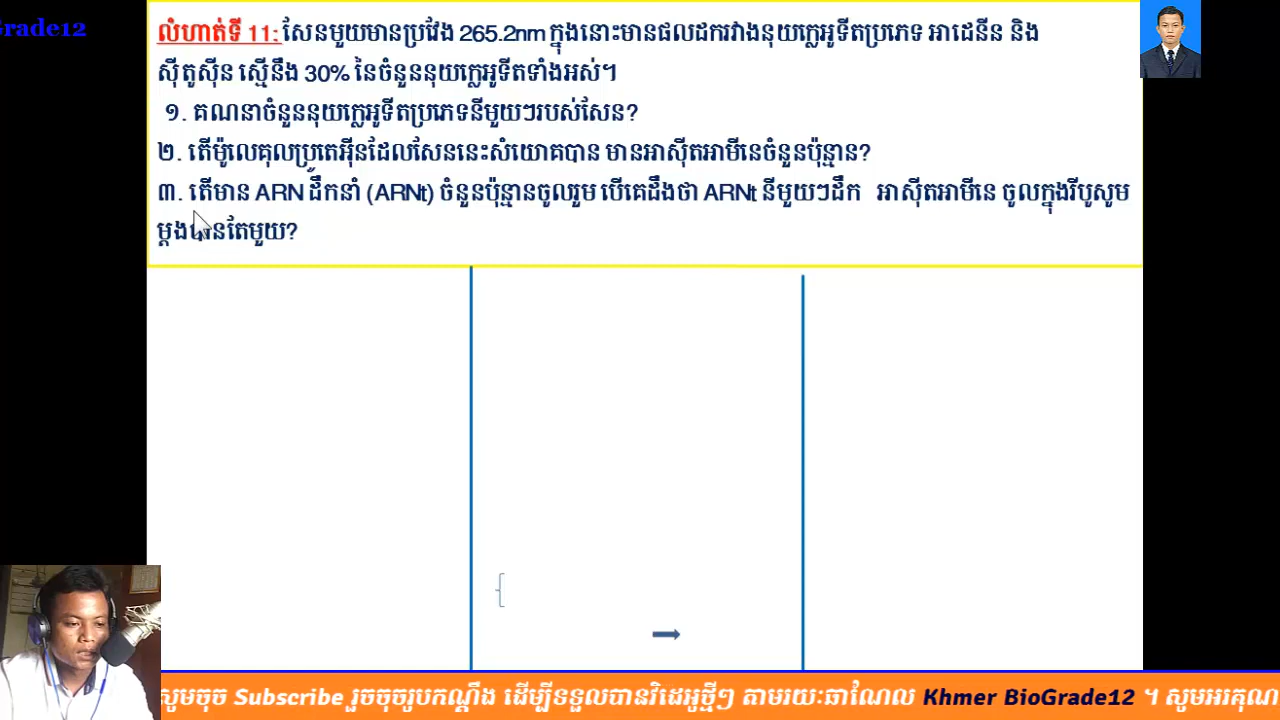 Grade12
លំហាត់ទី 11: សែនមួយមានប្រវែង 265.2nm ក្នុងនោះមានផលដករវាងនុយក្លេអូទីតប្រភេទ អាដេនីន និង
ស៊ីតូស៊ីន ស្មើនឹង 30% នៃចំនួននុយក្លេអូទីតទាំងអស់។
១. គណនាចំនួននុយក្លេអូទីតប្រភេទនីមួយៗរបស់សែន?
២. តើម៉ូលេគុលប្រូតេអ៊ីនដែលសែននេះសំយោគបាន មានអាស៊ីតអាមីនេចំនួនប៉ុន្មាន?
៣. តើមាន ARN ដឹកនាំ (ARNt) ចំនួនប៉ុន្មានចូលរួម បើគេដឹងថា ARNt នីមួយៗដឹក អាស៊ីតអាមីនេ ចូលក្នុងរីបូសូម
ម្តងបានតែមួយ?
សូមចុច Subscribe រួចចុចរូបកណ្ដឹង ដើម្បីទទួលបានវិដេអូថ្មីៗ តាមរយៈឆាណែល Khmer BioGrade12 ។ សូមអរគុណ